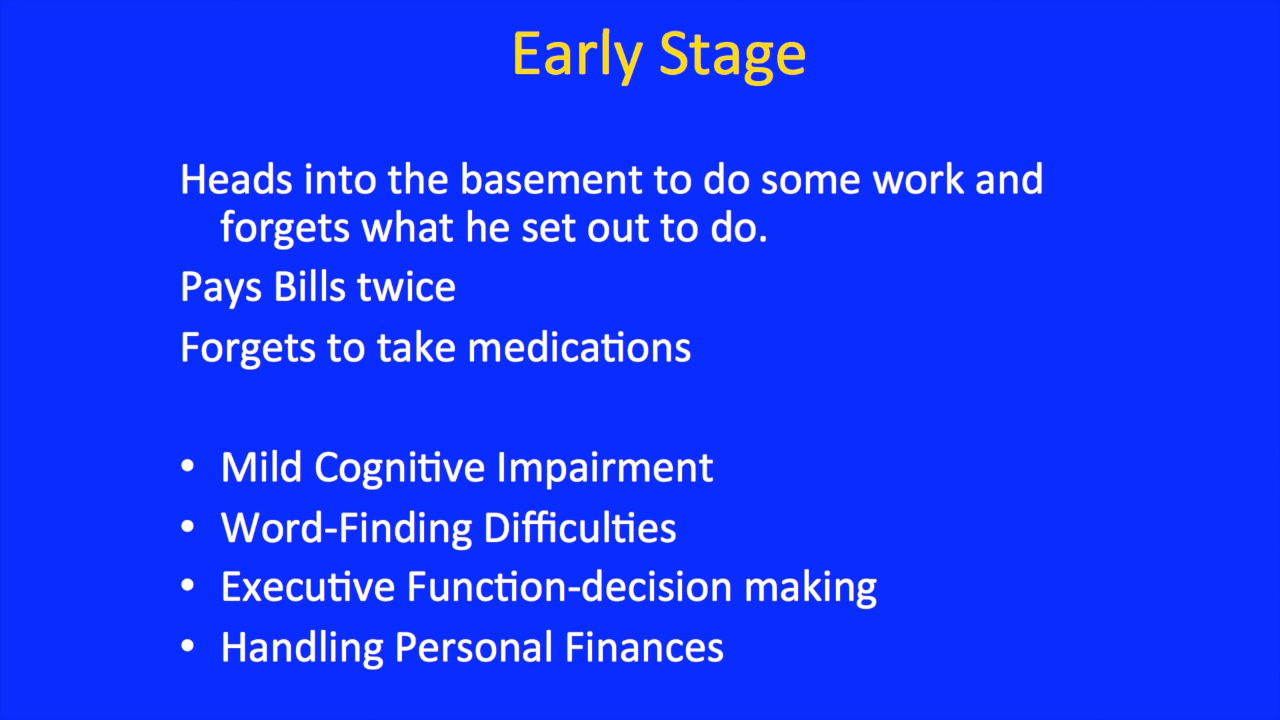 Early Stage
Heads into the basement to do some work and
forgets what he set out to do.
Pays Bills twice
Forgets to take medications
• Mild Cognitive Impairment
• Word-Finding Difficulties
• Executive Function-decision making
• Handling Personal Finances